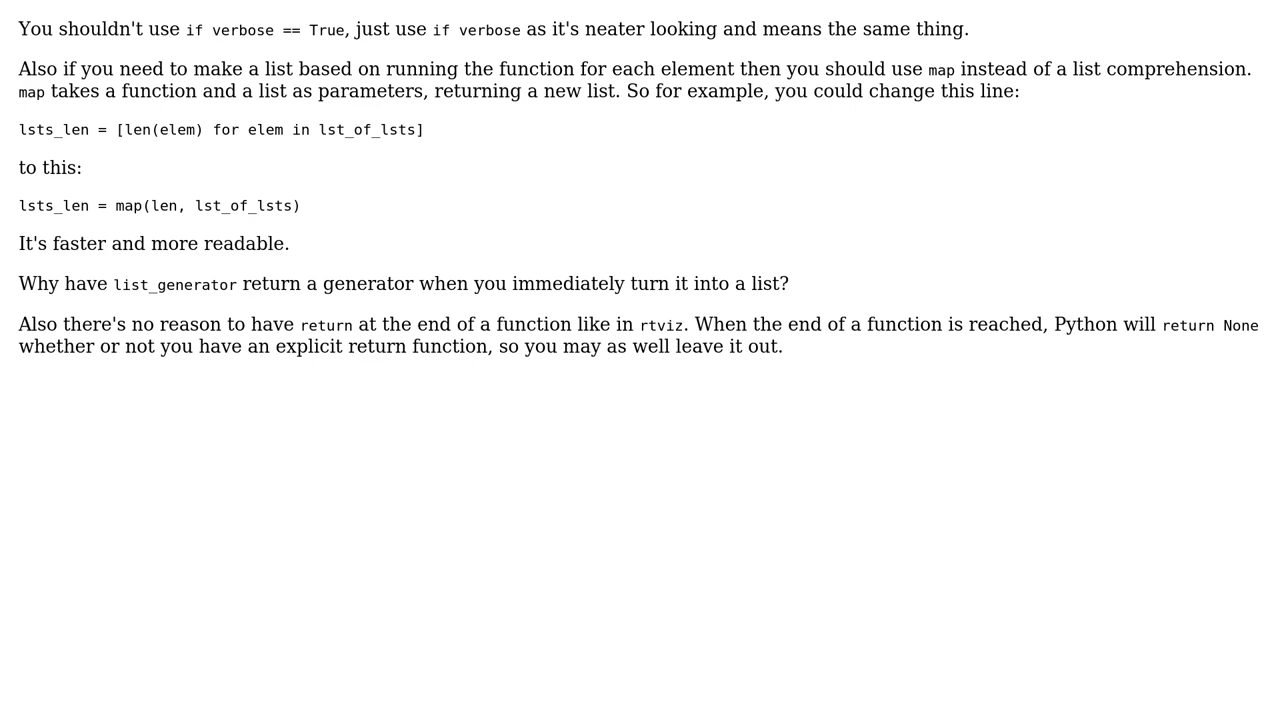 You shouldn't use if verbose == True, just use if verbose as it's neater looking and means the same thing.
Also if you need to make a list based on running the function for each element then you should use map instead of a list comprehension.
map takes a function and a list as parameters, returning a new list. So for example, you could change this line:
lsts_len = [len(elem) for elem in lst_of_lsts]
to this:
lsts_len = map(len, lst_of_lsts)
It's faster and more readable.
Why have list_generator return a generator when you immediately turn it into a list?
Also there's no reason to have return at the end of a function like in rtviz. When the end of a function is reached, Python will return None
whether or not you have an explicit return function, so you may as well leave it out.